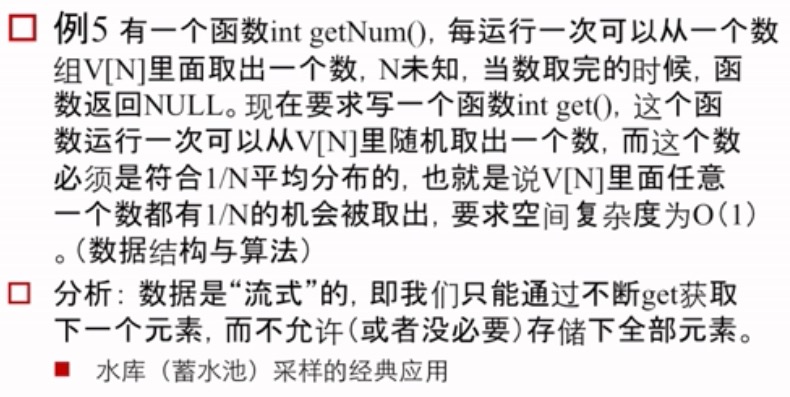 例5 有一个函数int getNum()，每运行一次可以从一个数
组V[N]里面取出一个数，N未知，当数取完的时候，函
数返回NULL。现在要求写一个函数int get()，这个函
数运行一次可以从V[N]里随机取出一个数，而这个数
必须是符合1/N平均分布的，也就是说V[N]里面任意
一个数都有1/N的机会被取出，要求空间复杂度为O（1）
。（数据结构与算法）
分析：数据是“流式”的，即我们只能通过不断get获取
下一个元素，而不允许（或者没必要）存储下全部元素。
水库（蓄水池）采样的经典应用